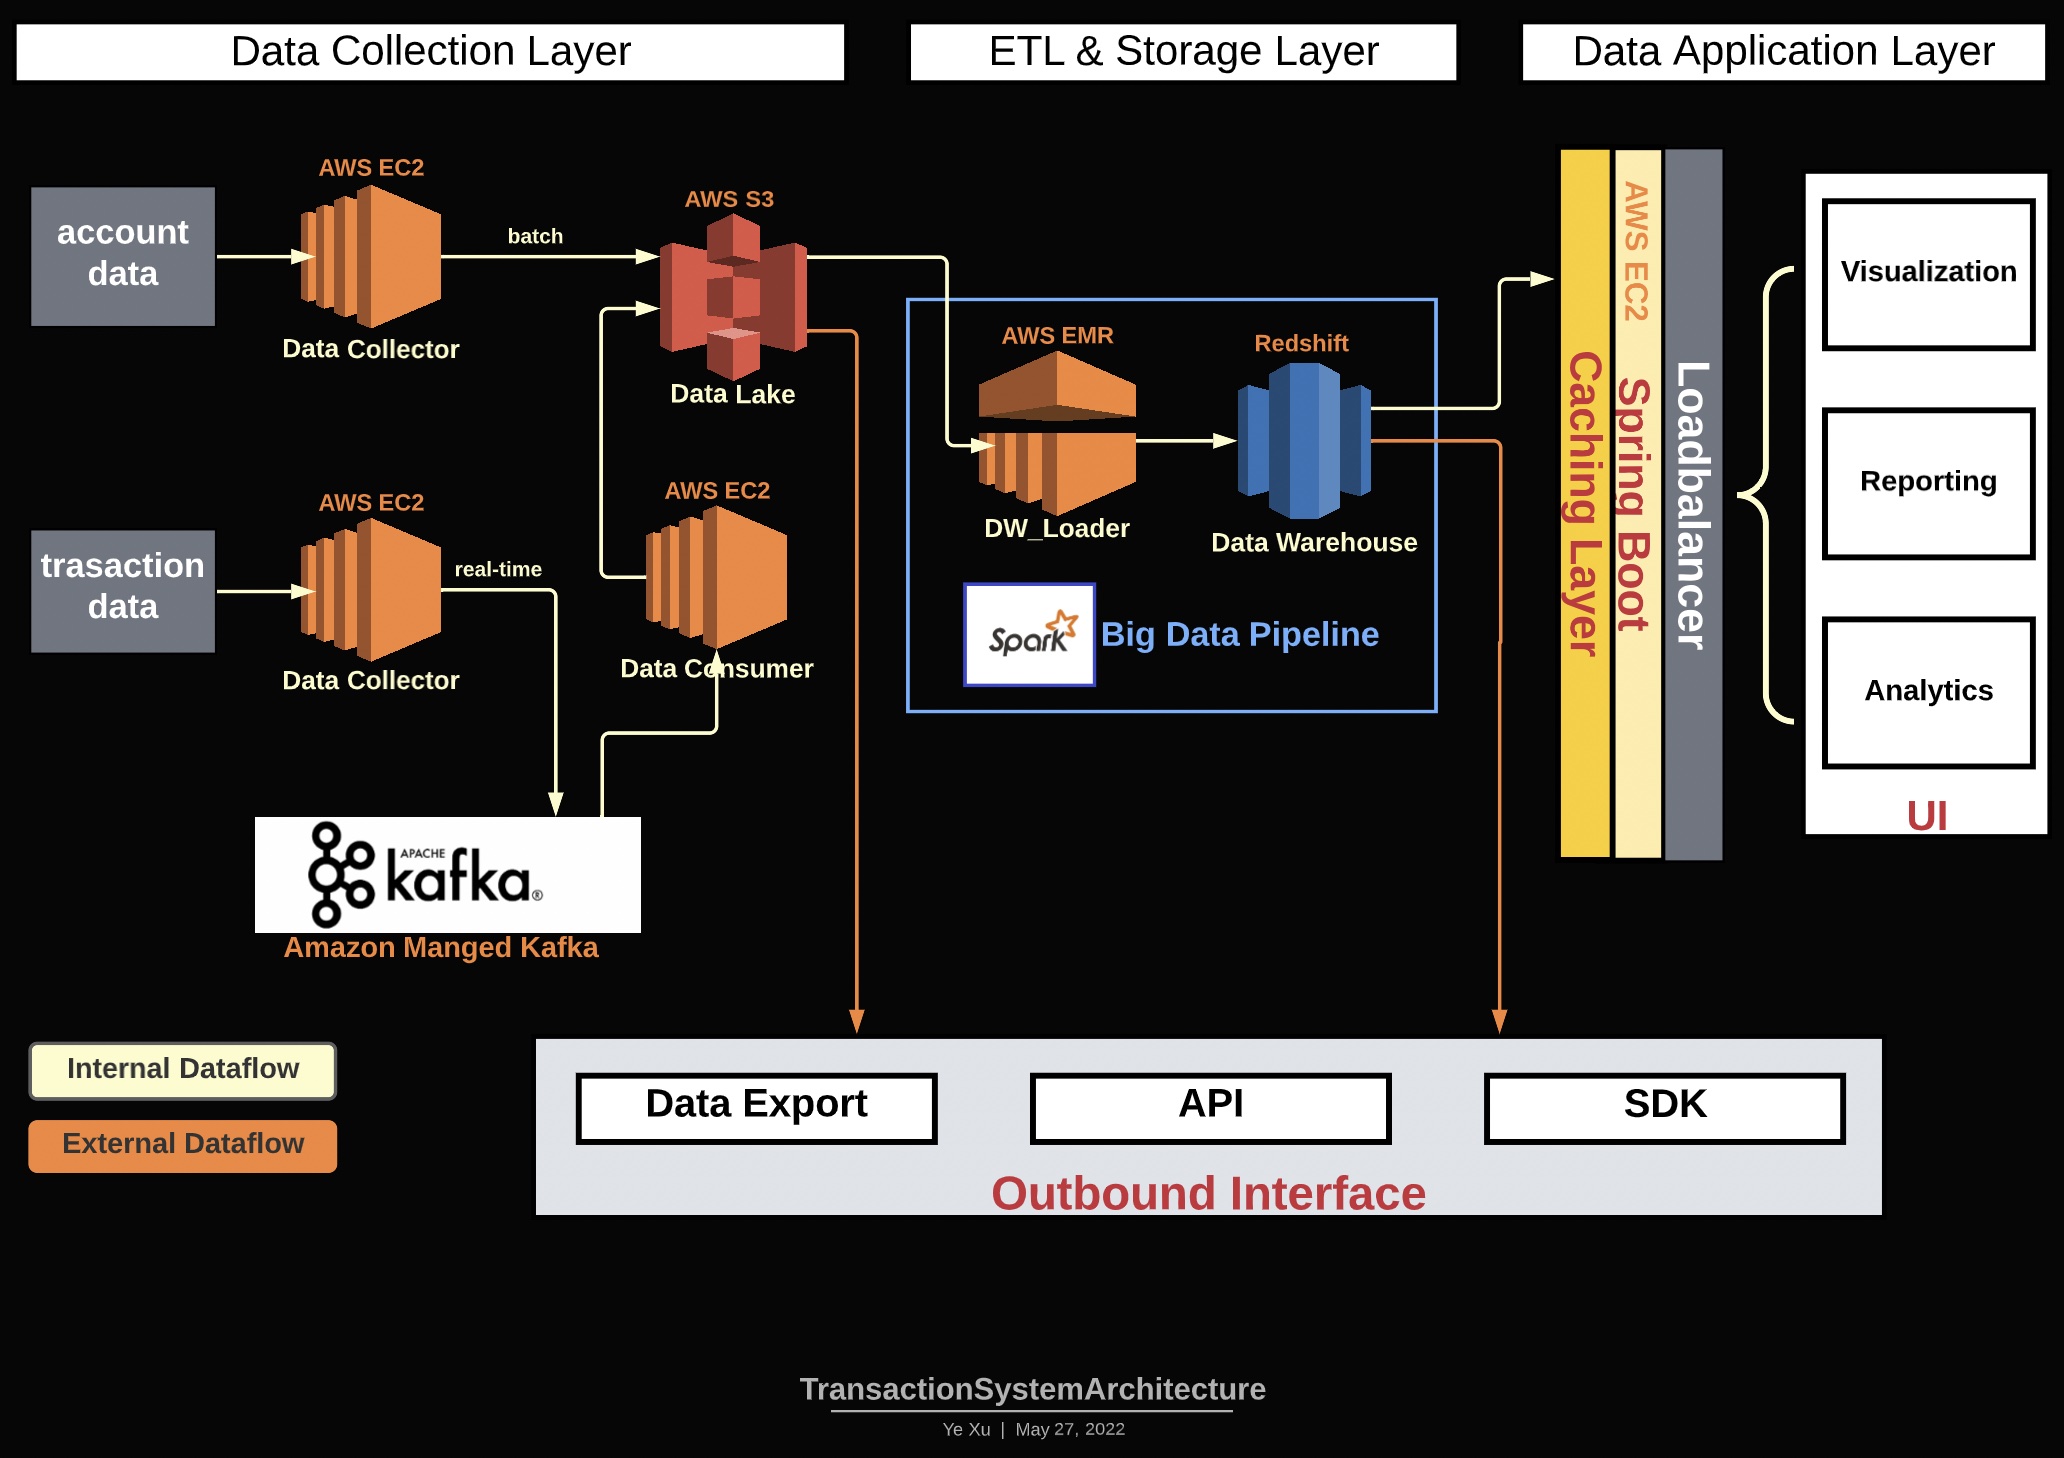 Data Collection Layer
ETL & Storage Layer
Data Application Layer
account
data
AWS EC2
Data Collector
batch
AWS S3
Data Lake
trasaction
data
AWS EC2
Data Collector
real-time
AWS EC2
Data Consumer
APACHE
kafka®
Amazon Manged Kafka
AWS EMR
DW_Loader
Redshift
Data Warehouse
Spark
Big Data Pipeline
Caching Layer
AWS EC2
Spring Boot
Loadbalancer
Visualization
Reporting
Analytics
UI
Internal Dataflow
External Dataflow
Data Export
API
SDK
Outbound Interface
TransactionSystemArchitecture
Ye Xu | May 27, 2022